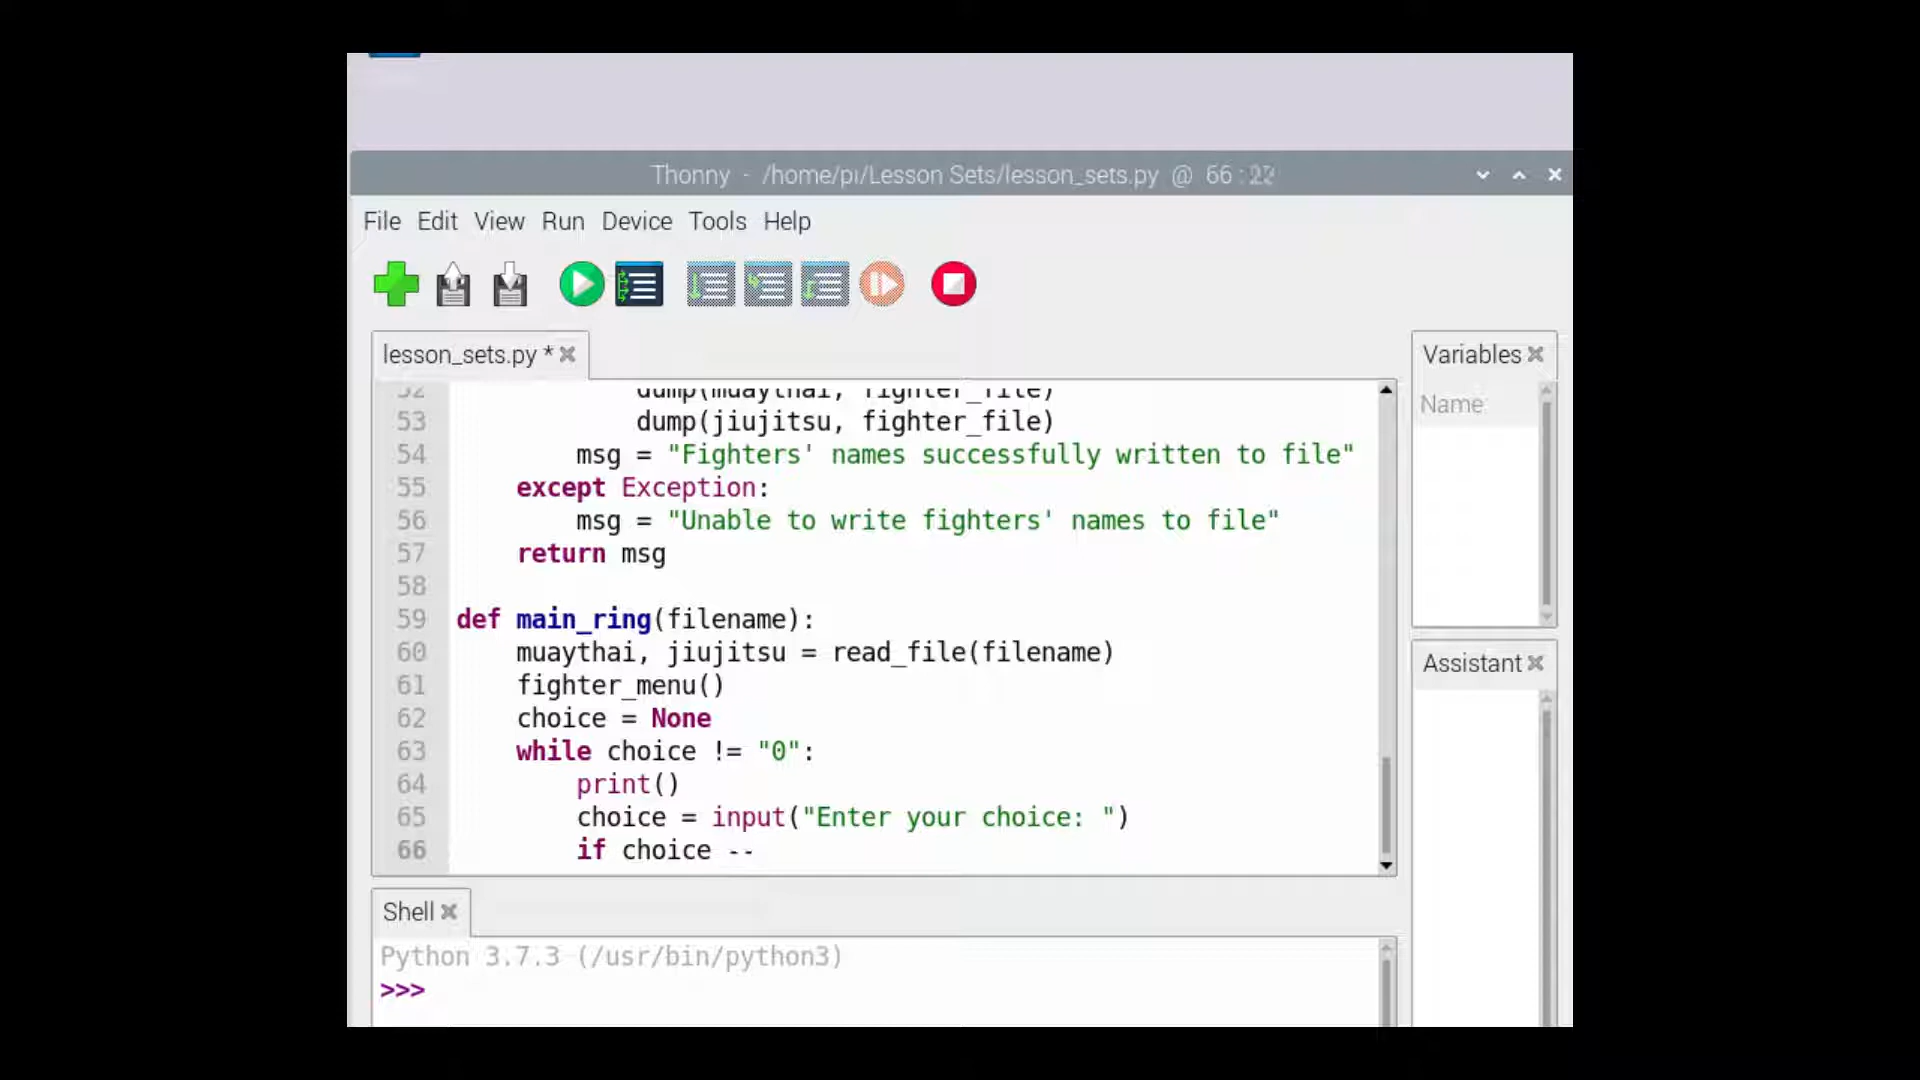 Thonny - /home/pi/Lesson Sets/lesson_sets.py @ 66 :
File Edit View Run Device Tools Help
lesson_sets.py *
52 dump(muaythai, fighter_file)
53 dump(jiujitsu, fighter_file)
54 msg = "Fighters' names successfully written to file"
55 except Exception:
56 msg = "Unable to write fighters' names to file"
57 return msg
58
59 def main_ring(filename):
60 muaythai, jiujitsu = read_file(filename)
61 fighter_menu()
62 choice = None
63 while choice != "0":
64 print()
65 choice = input("Enter your choice: ")
66 if choice --
Variables
Name
Assistant
Shell
Python 3.7.3 (/usr/bin/python3)
>>>